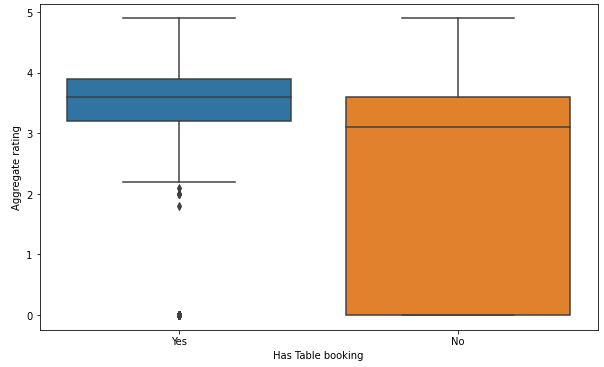 5
4
3
2
1
0
Aggregate rating
Yes
No
Has Table booking